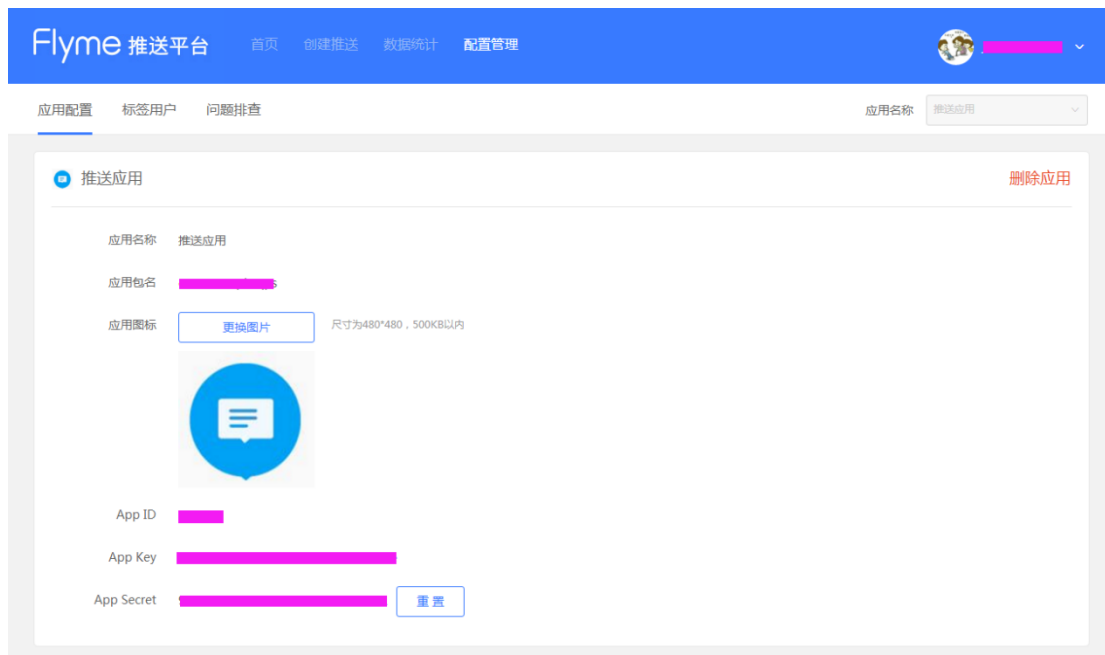 Flyme 推送平台 首页 创建推送 数据统计 配置管理
应用配置 标签用户 问题排查 应用名称 推送应用
推送应用 删除应用
应用名称 推送应用
应用包名
应用图标 更换图片 尺寸为480*480，500KB以内
App ID
App Key
App Secret 重置